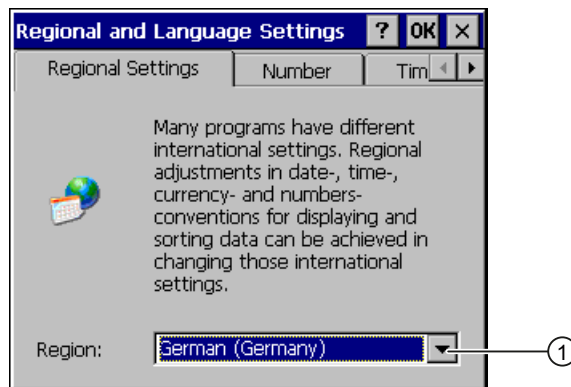 Regional and Language Settings ? OK ×
Regional Settings Number Tim
Many programs have different
international settings. Regional
adjustments in date-, time-,
currency- and numbers-
conventions for displaying and
sorting data can be achieved in
changing those international
settings.
Region: German (Germany) 1